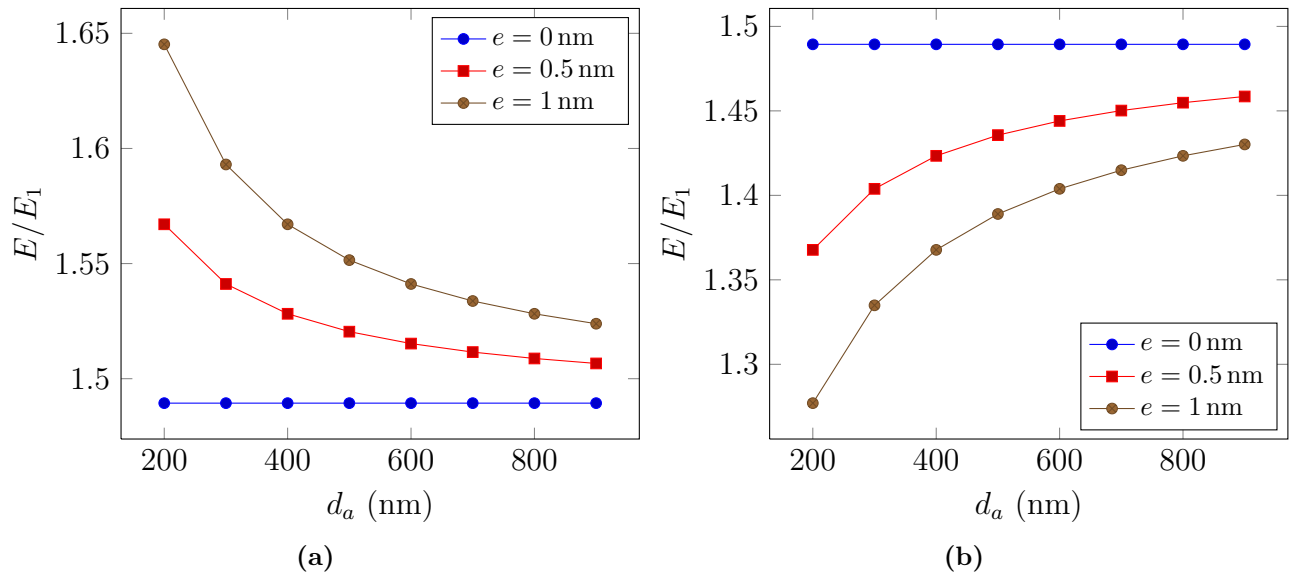 1.65
1.6
1.55
1.5
E/E₁
200 400 600 800
dₐ (nm)
e = 0 nm
e = 0.5 nm
e = 1 nm
(a)
1.5
1.45
1.4
1.35
1.3
E/E₁
200 400 600 800
dₐ (nm)
e = 0 nm
e = 0.5 nm
e = 1 nm
(b)